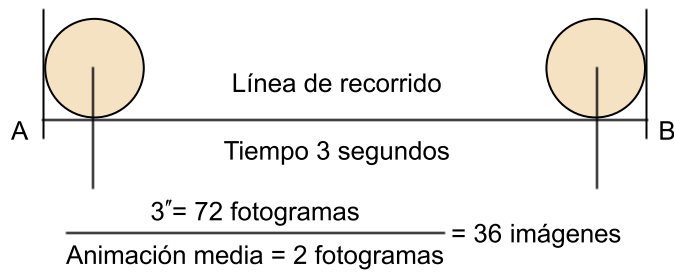 Línea de recorrido
A
B
Tiempo 3 segundos
3″= 72 fotogramas
Animación media = 2 fotogramas
= 36 imágenes